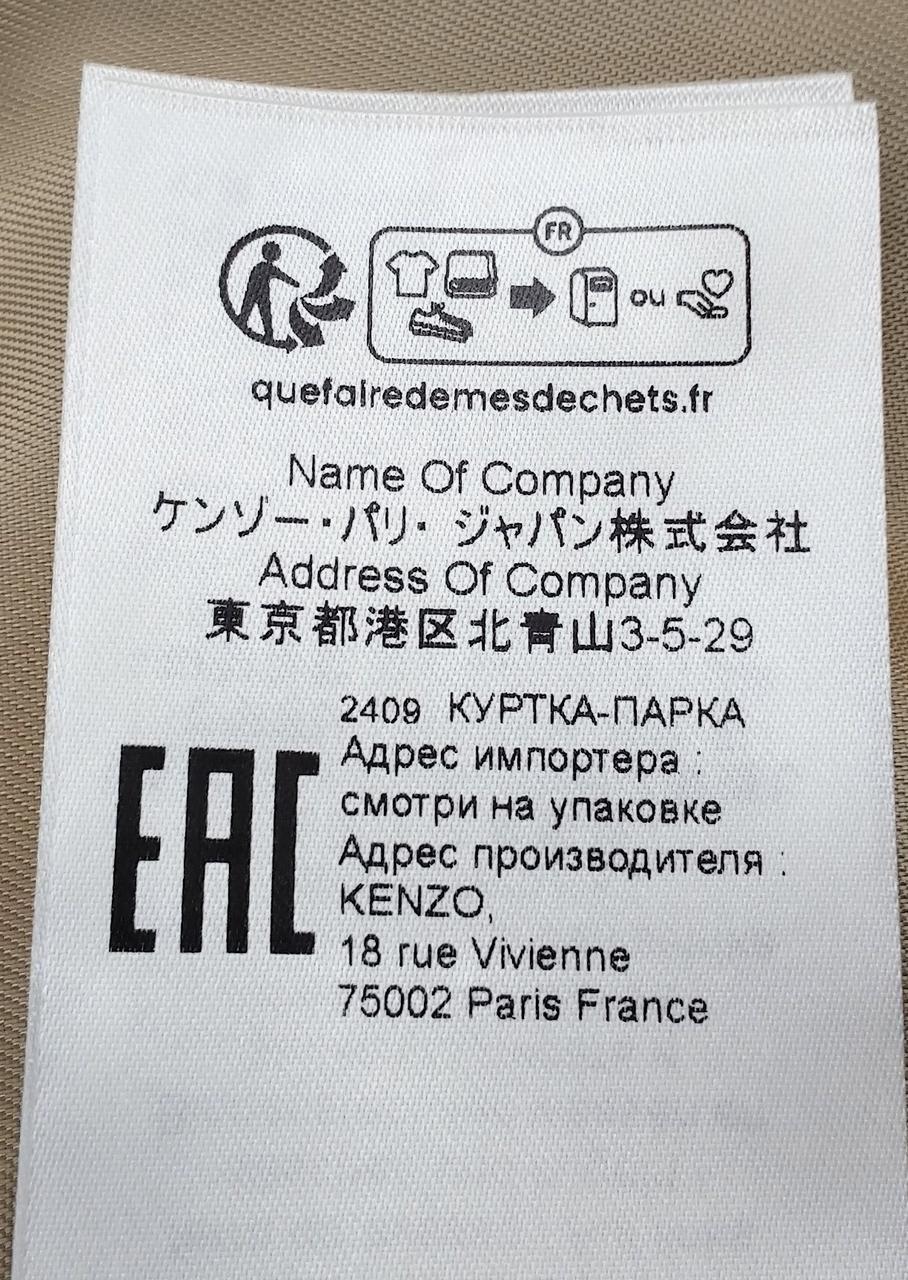 FR
ou
quefairedemesdechets.fr
Name Of Company
ケンゾー・パリ・ ジャパン株式会社
Address Of Company
東京都港区北青山3-5-29
EAC
2409 КУРТКА-ПАРКА
Адрес импортера :
смотри на упаковке
Адрес производителя :
KENZO,
18 rue Vivienne
75002 Paris France